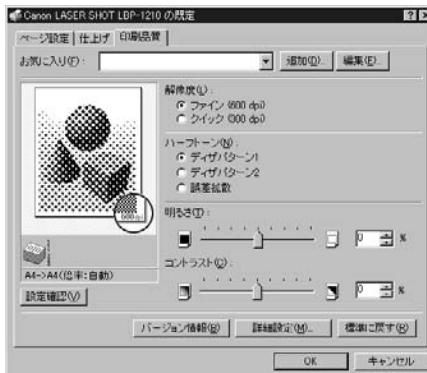 Canon LASER SHOT LBP-1210 の既定
ページ設定 仕上げ 印刷品質
お気に入り(F):
追加(D)... 編集(E)...
解像度(L):
ファイン (600 dpi)
クイック (300 dpi)
ハーフトーン(N):
ディザパターン1
ディザパターン2
誤差拡散
600 dpi
明るさ(T):
0 %
コントラスト(C):
0 %
A4->A4(倍率:自動)
設定確認(V)
バージョン情報(B) 詳細設定(M)... 標準に戻す(R)
OK キャンセル